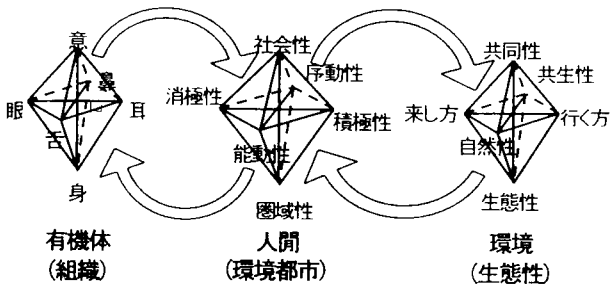 意
鼻
眼
耳
舌
身
有機体
(組織)
社会性
序動性
消極性
積極性
能動性
圏域性
人間
(環境都市)
共同性
共生性
来し方
行く方
自然性
生態性
環境
(生態性)